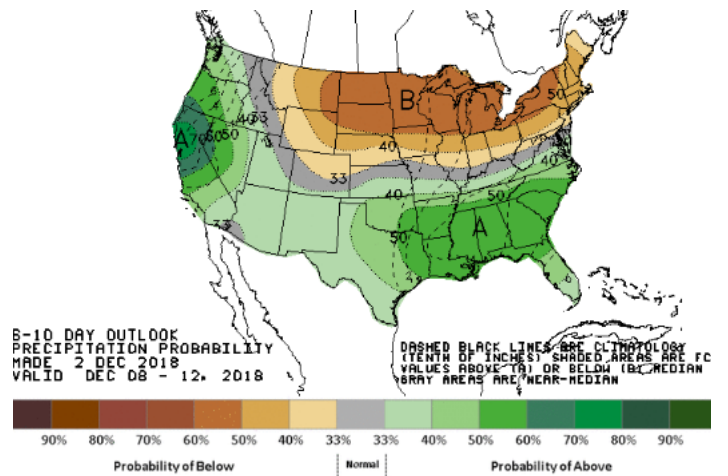 B
50
40
33
A
70
60
50
40
40
33
40
50
33
50
A
6-10 DAY OUTLOOK
PRECIPITATION PROBABILITY
MADE 2 DEC 2018
VALID DEC 08 - 12, 2018
DASHED BLACK LINES ARE CLIMATOLOGY
(TENTH OF INCHES) SHADED AREAS ARE FC
VALUES ABOVE (A) OR BELOW (B) MEDIAN
GRAY AREAS ARE NEAR-MEDIAN
90% 80% 70% 60% 50% 40% 33% 33% 40% 50% 60% 70% 80% 90%
Probability of Below
Normal
Probability of Above